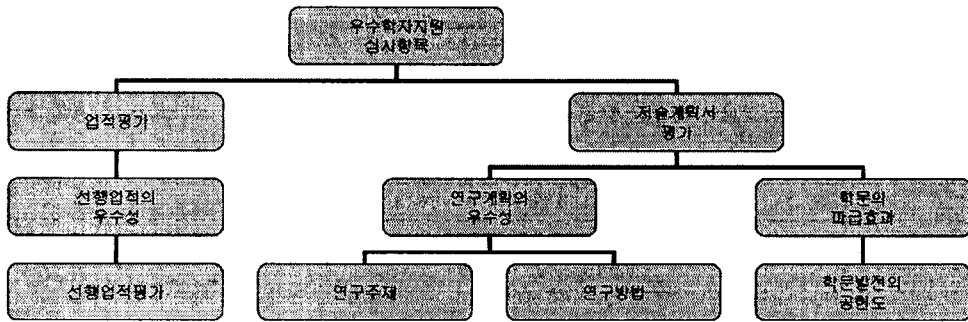 우수학자지원
심사항목
업적평가
저술계획서
평가
선행업적의
우수성
연구계획의
우수성
학문의
파급효과
선행업적평가
연구주제
연구방법
학문발전의
공헌도